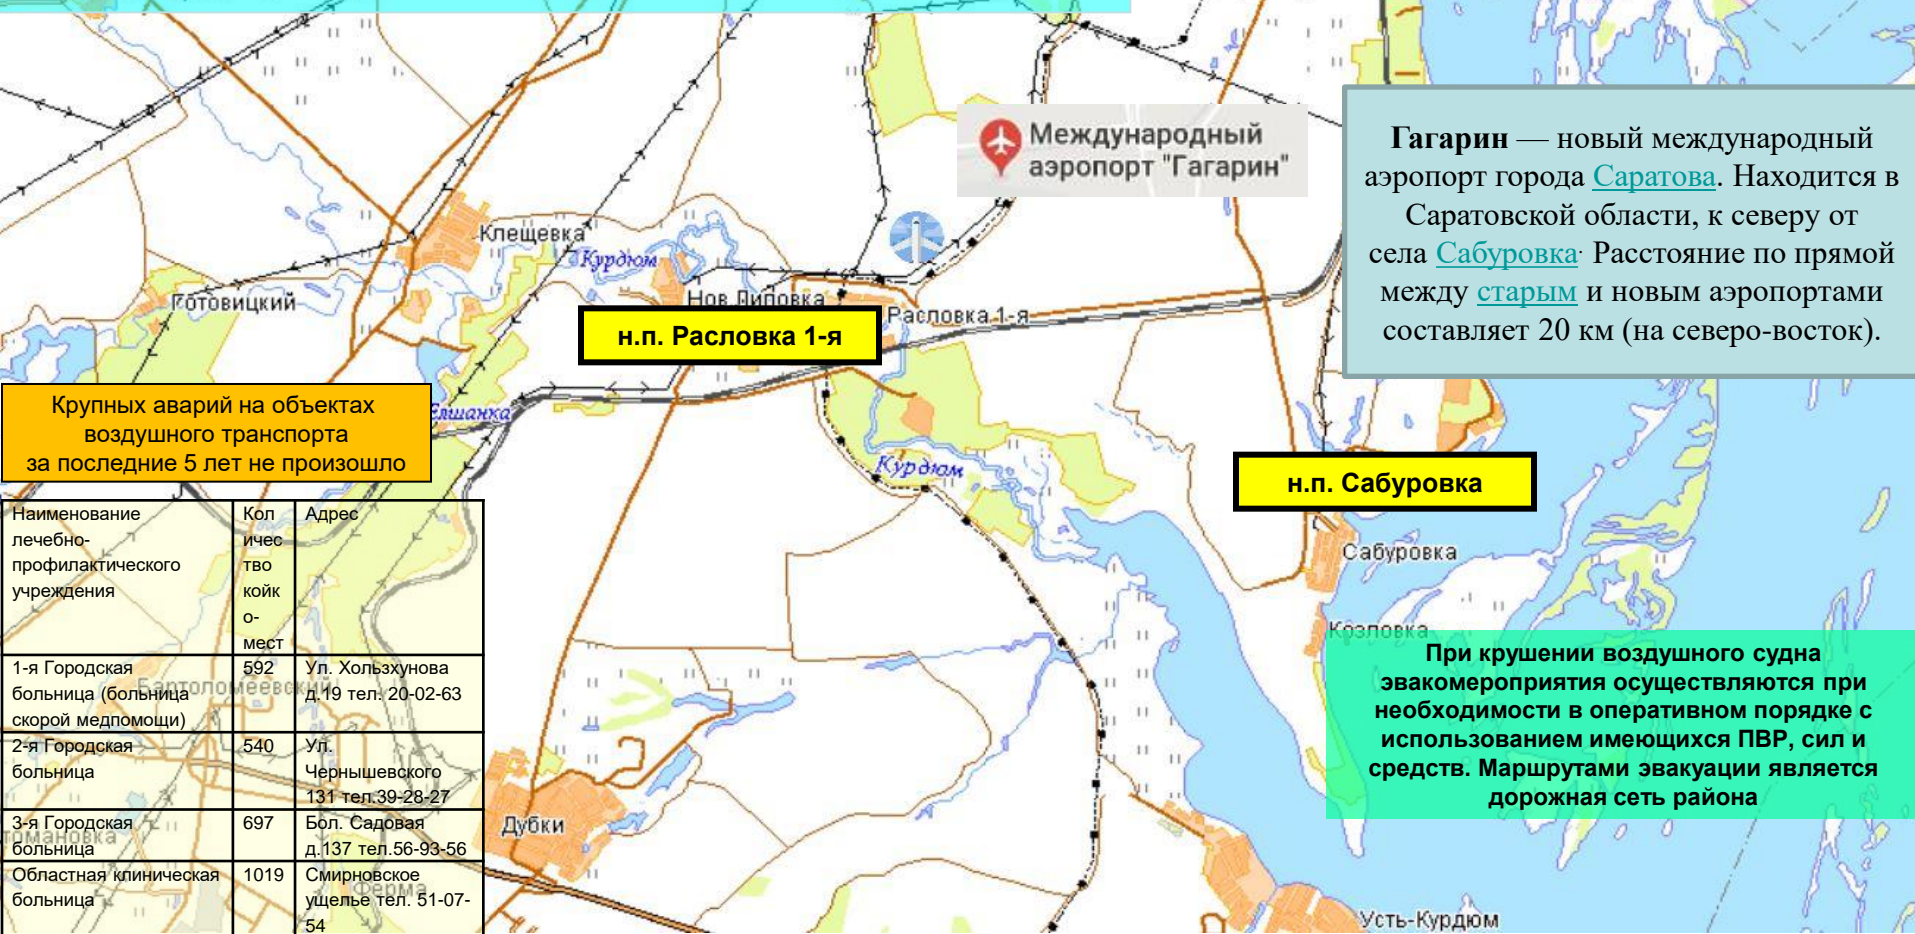 Международный
аэропорт "Гагарин"
Гагарин — новый международный
аэропорт города Саратова. Находится в
Саратовской области, к северу от
села Сабуровка. Расстояние по прямой
между старым и новым аэропортами
составляет 20 км (на северо-восток).
Клещевка
Курдюм
Готовицкий
Нов.Липовка
Расловка 1-я
н.п. Расловка 1-я
Крупных аварий на объектах
воздушного транспорта
за последние 5 лет не произошло
Елшанка
Курдюм
н.п. Сабуровка
Сабуровка
Козловка
Наименование
лечебно-
профилактического
учреждения
Кол
ичес
тво
койк
о-
мест
Адрес
1-я Городская
больница (больница
скорой медпомощи)
592
Ул. Хользхунова
д.19 тел. 20-02-63
Бартоломеевский
2-я Городская
больница
540
Ул.
Чернышевского
131 тел.39-28-27
3-я Городская
больница
697
Бол. Садовая
д.137 тел.56-93-56
Областная клиническая
больница
1019
Смирновское
ущелье тел. 51-07-
54
Ферма
Дубки
При крушении воздушного судна
эвакомероприятия осуществляются при
необходимости в оперативном порядке с
использованием имеющихся ПВР, сил и
средств. Маршрутами эвакуации является
дорожная сеть района
Усть-Курдюм